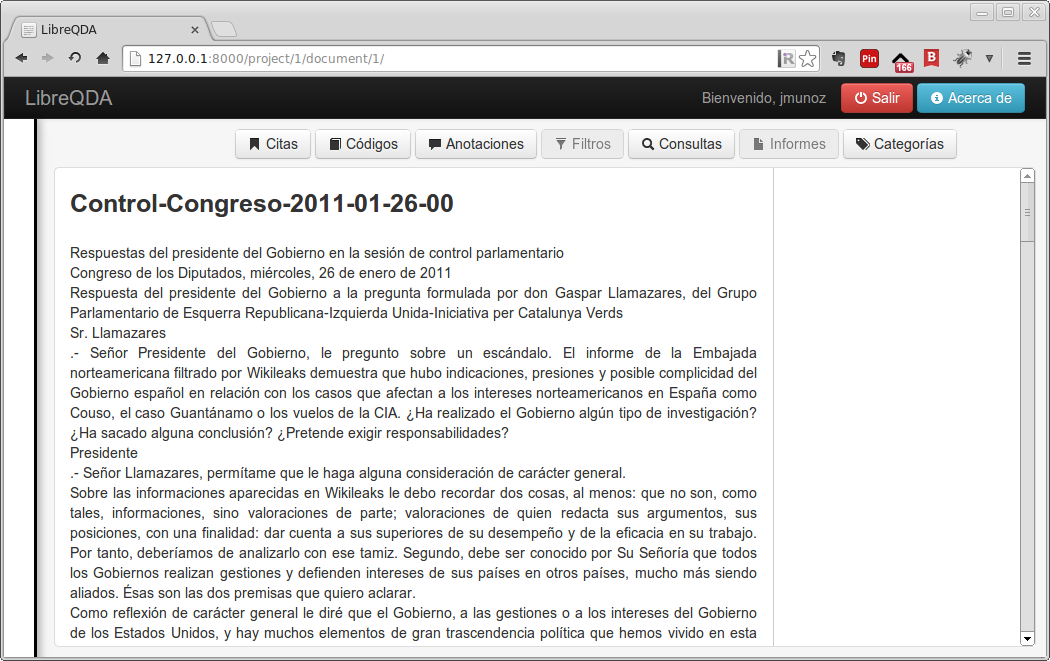 LibreQDA
127.0.0.1:8000/project/1/document/1/
R
Pin
166
B
LibreQDA
Bienvenido, jmunoz
Salir
Acerca de
Citas
Códigos
Anotaciones
Filtros
Consultas
Informes
Categorías
Control-Congreso-2011-01-26-00
Respuestas del presidente del Gobierno en la sesión de control parlamentario
Congreso de los Diputados, miércoles, 26 de enero de 2011
Respuesta del presidente del Gobierno a la pregunta formulada por don Gaspar Llamazares, del Grupo
Parlamentario de Esquerra Republicana-Izquierda Unida-Iniciativa per Catalunya Verds
Sr. Llamazares
.- Señor Presidente del Gobierno, le pregunto sobre un escándalo. El informe de la Embajada
norteamericana filtrado por Wikileaks demuestra que hubo indicaciones, presiones y posible complicidad del
Gobierno español en relación con los casos que afectan a los intereses norteamericanos en España como
Couso, el caso Guantánamo o los vuelos de la CIA. ¿Ha realizado el Gobierno algún tipo de investigación?
¿Ha sacado alguna conclusión? ¿Pretende exigir responsabilidades?
Presidente
.- Señor Llamazares, permítame que le haga alguna consideración de carácter general.
Sobre las informaciones aparecidas en Wikileaks le debo recordar dos cosas, al menos: que no son, como
tales, informaciones, sino valoraciones de parte; valoraciones de quien redacta sus argumentos, sus
posiciones, con una finalidad: dar cuenta a sus superiores de su desempeño y de la eficacia en su trabajo.
Por tanto, deberíamos de analizarlo con ese tamiz. Segundo, debe ser conocido por Su Señoría que todos
los Gobiernos realizan gestiones y defienden intereses de sus países en otros países, mucho más siendo
aliados. Ésas son las dos premisas que quiero aclarar.
Como reflexión de carácter general le diré que el Gobierno, a las gestiones o a los intereses del Gobierno
de los Estados Unidos, y hay muchos elementos de gran trascendencia política que hemos vivido en esta